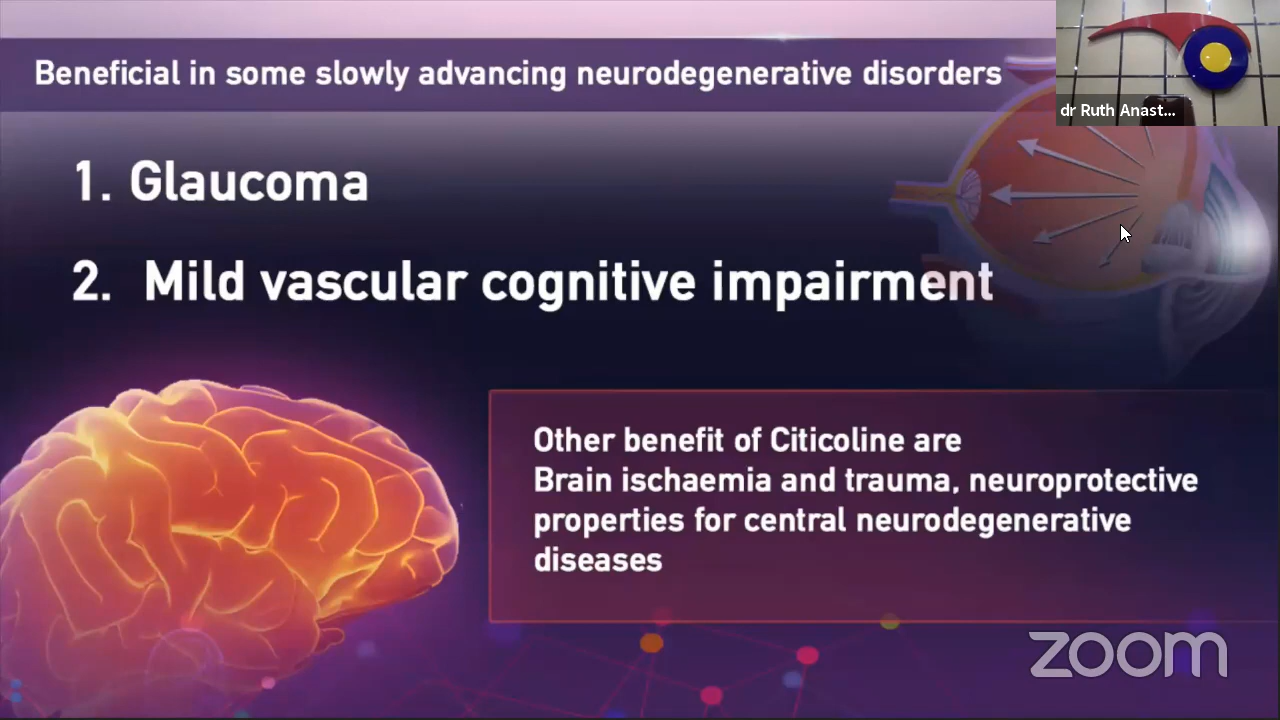 Beneficial in some slowly advancing neurodegenerative disorders
dr Ruth Anast...
1. Glaucoma
2. Mild vascular cognitive impairment
Other benefit of Citicoline are
Brain ischaemia and trauma, neuroprotective
properties for central neurodegenerative
diseases
zoom